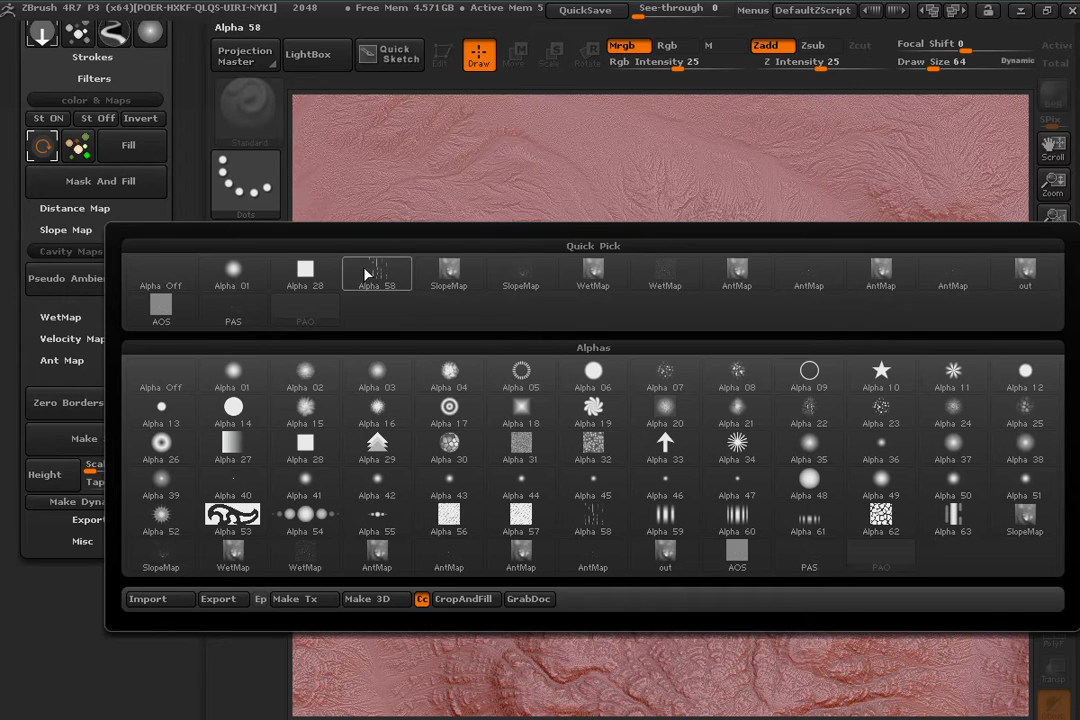 ZBrush 4R7 P3 (x64)[POER-HXKF-QLQS-UIRI-NYKI] 2048 ● Free Mem 4.571GB ● Active Mem 5 QuickSave See-through 0 Menus DefaultZScript
Alpha 58
Projection Master
LightBox
Quick Sketch
Edit
Draw
Move
Scale
Rotate
Mrgb Rgb M
Rgb Intensity 25
Zadd Zsub Zcut
Z Intensity 25
Focal Shift 0
Draw Size 64 Dynamic
Active
Total
Strokes
Filters
color & Maps
St ON St Off Invert
Fill
Mask And Fill
Distance Map
Slope Map
Cavity Maps
Pseudo Ambie
WetMap
Velocity Map
Ant Map
Zero Borders
Make
Height Sca
Tap
Make Dyna
Export
Misc
Standard
Dots
SPix
Scroll
Zoom
Quick Pick
Alpha Off Alpha 01 Alpha 28 Alpha 58 SlopeMap SlopeMap WetMap WetMap AntMap AntMap AntMap AntMap out
AOS PAS PAO
Alphas
Alpha Off Alpha 01 Alpha 02 Alpha 03 Alpha 04 Alpha 05 Alpha 06 Alpha 07 Alpha 08 Alpha 09 Alpha 10 Alpha 11 Alpha 12
Alpha 13 Alpha 14 Alpha 15 Alpha 16 Alpha 17 Alpha 18 Alpha 19 Alpha 20 Alpha 21 Alpha 22 Alpha 23 Alpha 24 Alpha 25
Alpha 26 Alpha 27 Alpha 28 Alpha 29 Alpha 30 Alpha 31 Alpha 32 Alpha 33 Alpha 34 Alpha 35 Alpha 36 Alpha 37 Alpha 38
Alpha 39 Alpha 40 Alpha 41 Alpha 42 Alpha 43 Alpha 44 Alpha 45 Alpha 46 Alpha 47 Alpha 48 Alpha 49 Alpha 50 Alpha 51
Alpha 52 Alpha 53 Alpha 54 Alpha 55 Alpha 56 Alpha 57 Alpha 58 Alpha 59 Alpha 60 Alpha 61 Alpha 62 Alpha 63 SlopeMap
SlopeMap WetMap WetMap AntMap AntMap AntMap AntMap out AOS PAS PAO
Import Export Ep Make Tx Make 3D Cc CropAndFill GrabDoc
Transp